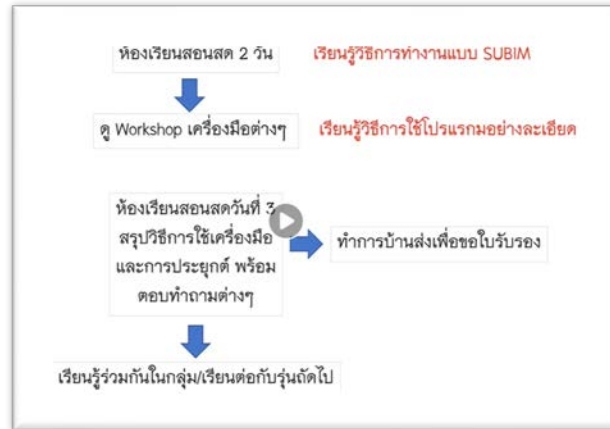 ห้องเรียนสอนสด 2 วัน เรียนรู้วิธีการทำงานแบบ SUBIM
ดู Workshop เครื่องมือต่างๆ เรียนรู้วิธีการใช้โปรแกรมอย่างละเอียด
ห้องเรียนสอนสดวันที่ 3
สรุปวิธีการใช้เครื่องมือ
และการประยุกต์ พร้อม
ตอบทำถามต่างๆ
ทำการบ้านส่งเพื่อขอใบรับรอง
เรียนรู้ร่วมกันในกลุ่ม/เรียนต่อกับรุ่นถัดไป